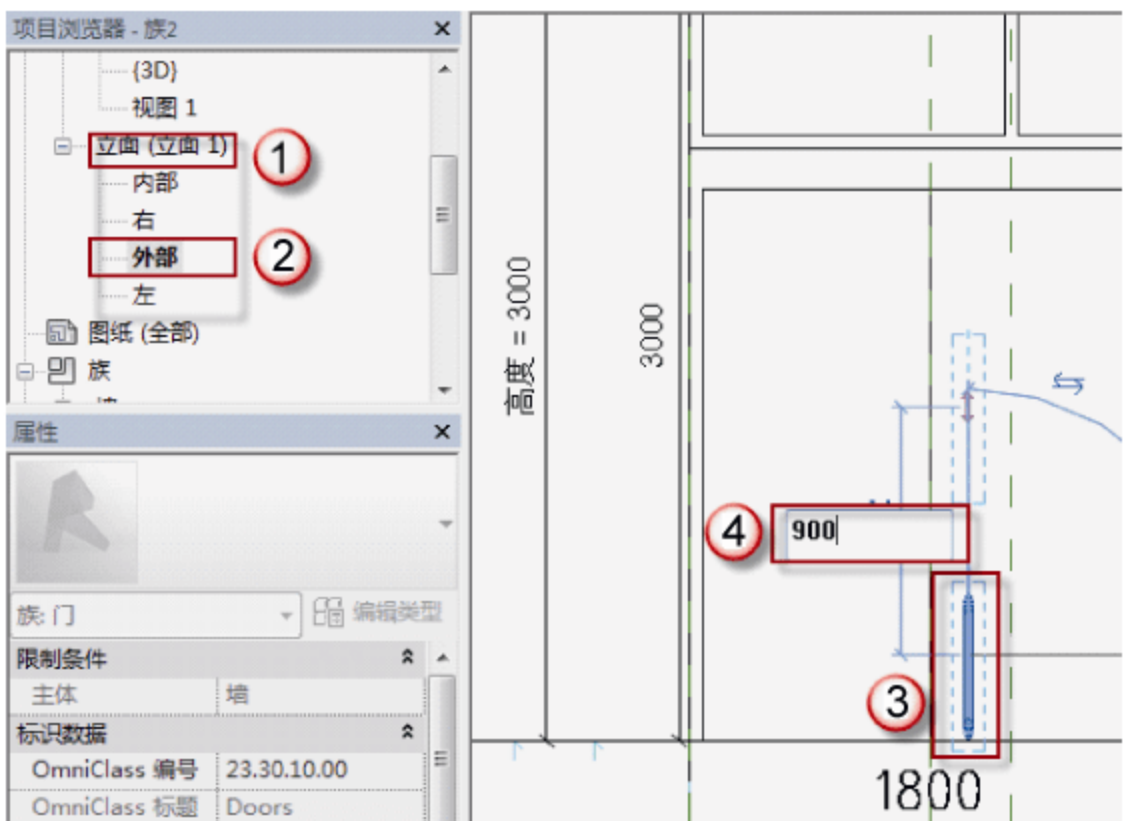 项目浏览器 - 族2
{3D}
视图 1
立面 (立面 1)
1
内部
右
外部
2
左
图纸 (全部)
族
属性
族: 门
编辑类型
限制条件
主体 墙
标识数据
OmniClass 编号 23.30.10.00
OmniClass 标题 Doors
高度 = 3000
3000
4
900
3
1800